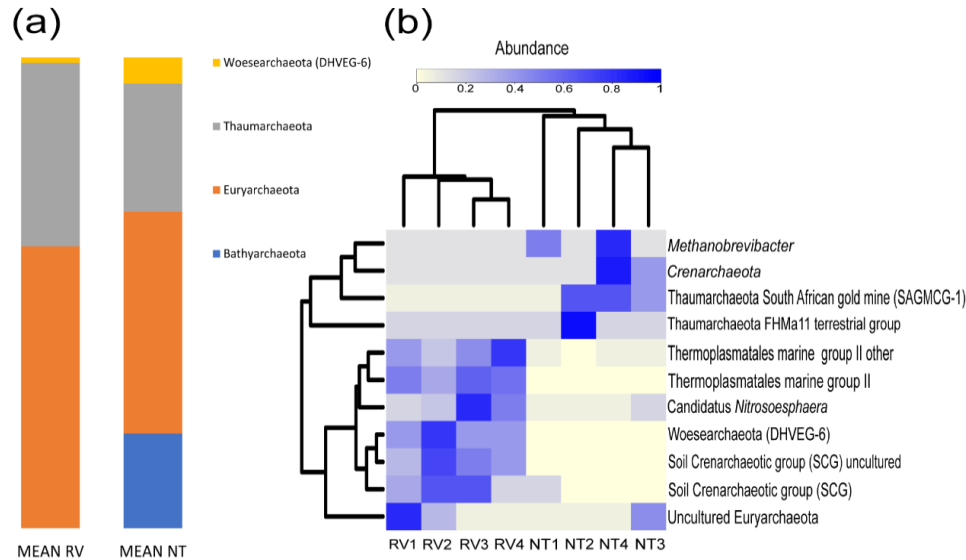 (a)
Woesearchaeota (DHVEG-6)
Thaumarchaeota
Euryarchaeota
Bathyarchaeota
MEAN RV MEAN NT
(b)
Abundance
0 0.2 0.4 0.6 0.8 1
Methanobrevibacter
Crenarchaeota
Thaumarchaeota South African gold mine (SAGMCG-1)
Thaumarchaeota FHMa11 terrestrial group
Thermoplasmatales marine group II other
Thermoplasmatales marine group II
Candidatus Nitrosoesphaera
Woesearchaeota (DHVEG-6)
Soil Crenarchaeotic group (SCG) uncultured
Soil Crenarchaeotic group (SCG)
Uncultured Euryarchaeota
RV1 RV2 RV3 RV4 NT1 NT2 NT4 NT3